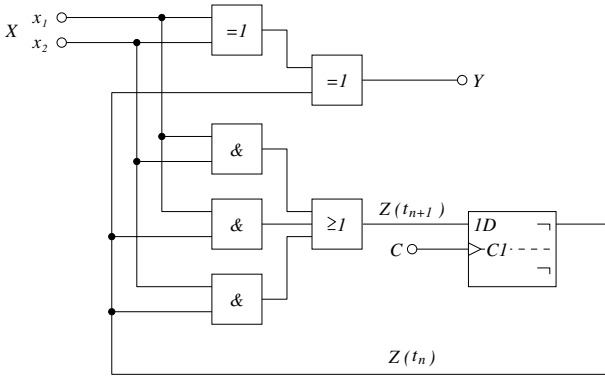 X
x1
x2
=1
=1
Y
&
&
≥1
Z(tn+1)
1D
C
C1
&
Z(tn)